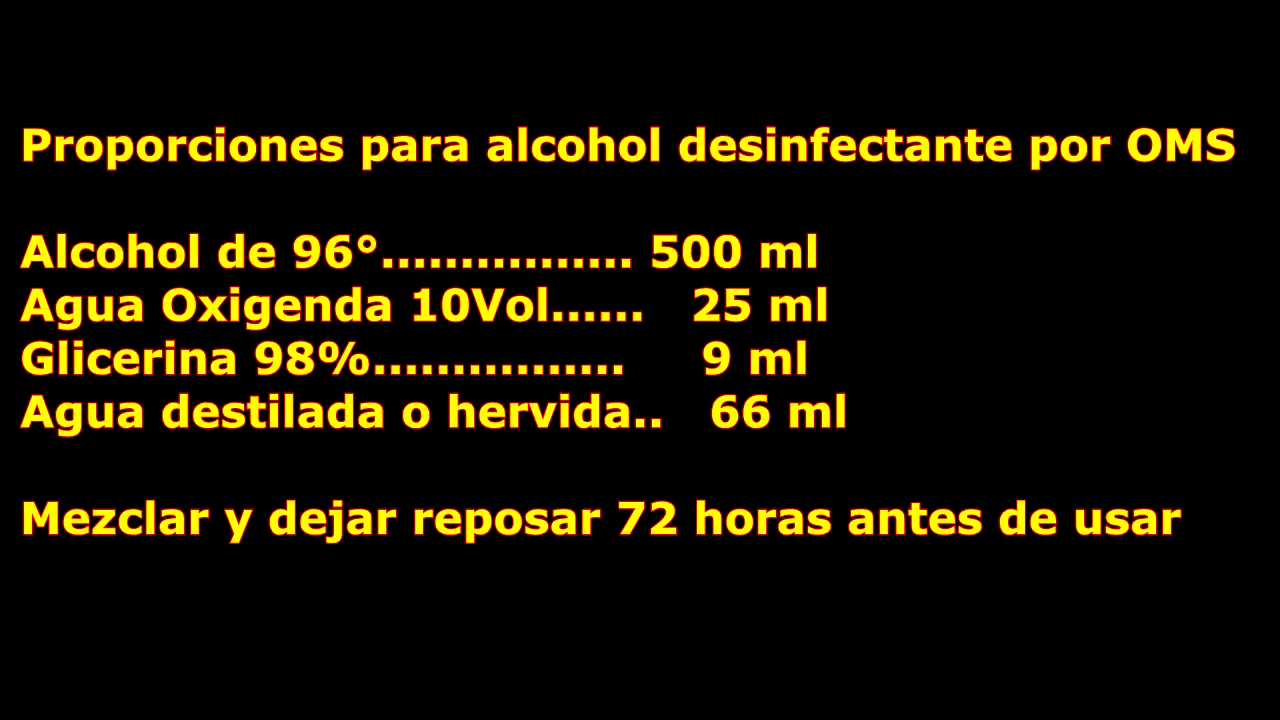 Proporciones para alcohol desinfectante por OMS
Alcohol de 96°................ 500 ml
Agua Oxigenda 10Vol...... 25 ml
Glicerina 98%................ 9 ml
Agua destilada o hervida.. 66 ml
Mezclar y dejar reposar 72 horas antes de usar